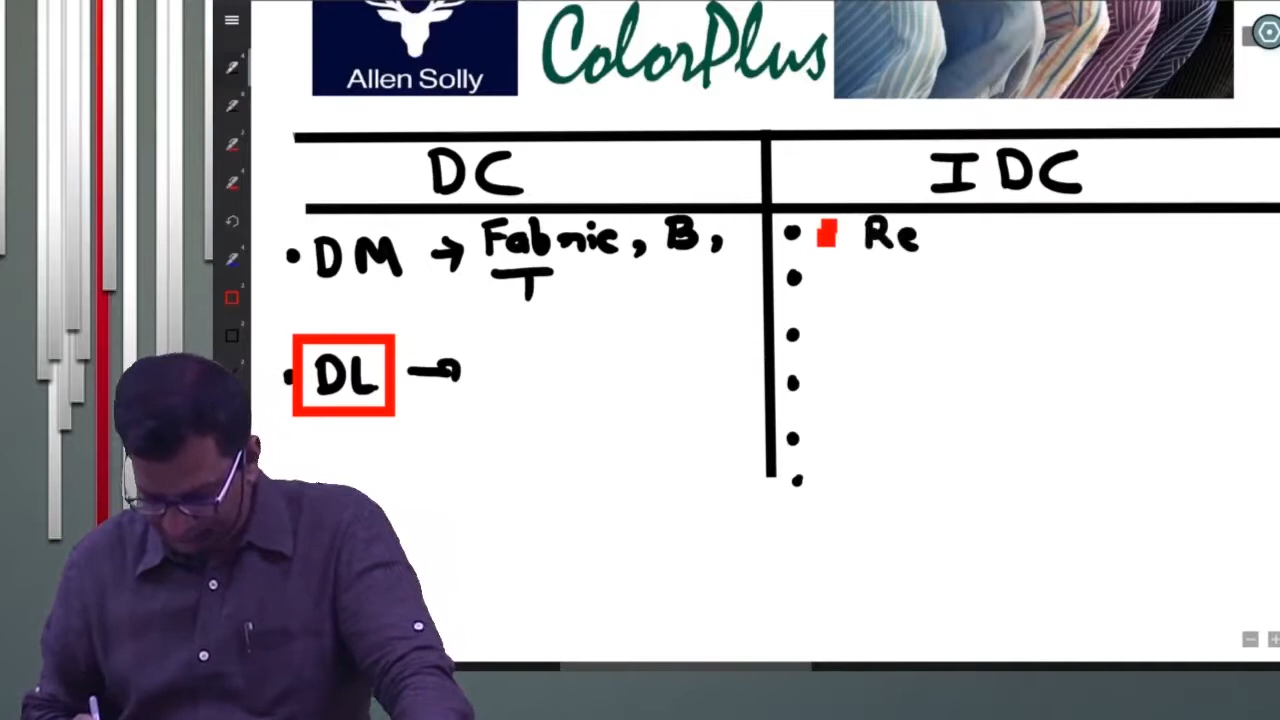 Allen Solly
ColorPlus
DC
IDC
• DM → Fabric, B,
T
• DL →
• Re